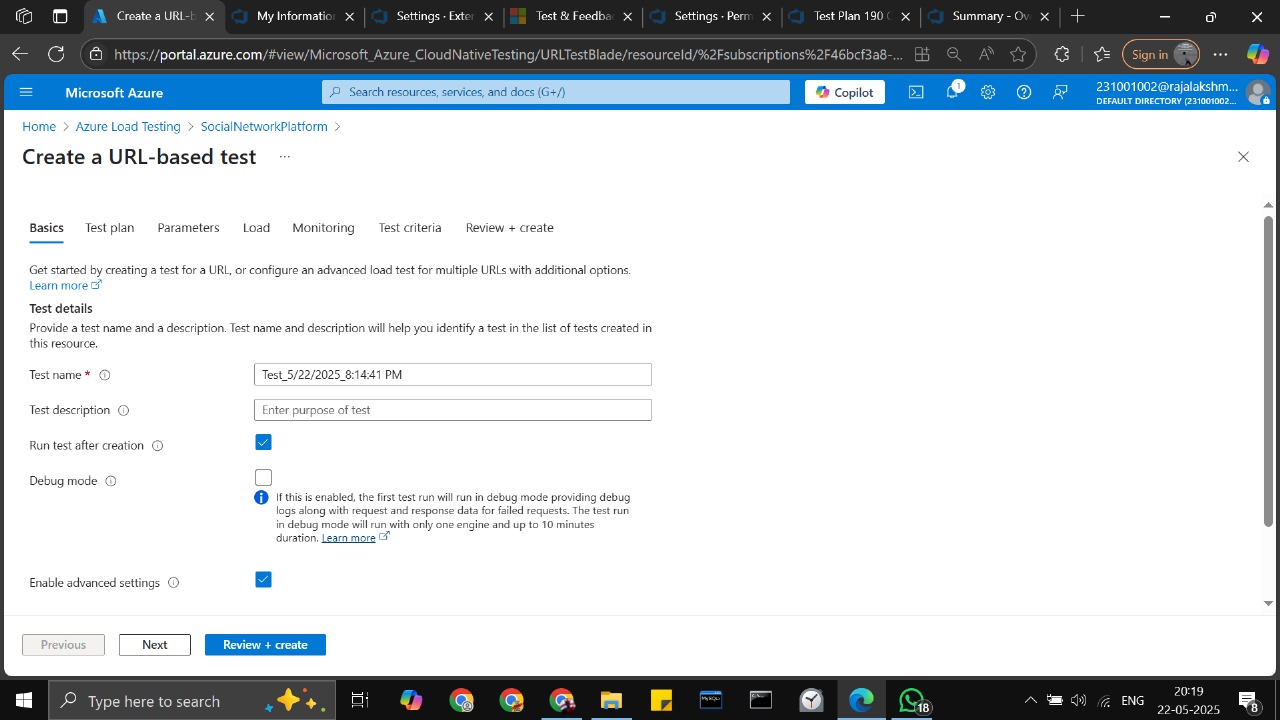 Create a URL-b
My Informatio
Settings · Exter
Test & Feedba
Settings · Perm
Test Plan 190 C
Summary - Ov
https://portal.azure.com/#view/Microsoft_Azure_CloudNativeTesting/URLTestBlade/resourceId/%2Fsubscriptions%2F46bcf3a8-...
Sign in
Microsoft Azure
Search resources, services, and docs (G+/)
Copilot
1
231001002@rajalakshm...
DEFAULT DIRECTORY (231001002...
Home > Azure Load Testing > SocialNetworkPlatform >
Create a URL-based test ...
Basics
Test plan
Parameters
Load
Monitoring
Test criteria
Review + create
Get started by creating a test for a URL, or configure an advanced load test for multiple URLs with additional options.
Learn more
Test details
Provide a test name and a description. Test name and description will help you identify a test in the list of tests created in
this resource.
Test name *
Test_5/22/2025_8:14:41 PM
Test description
Enter purpose of test
Run test after creation
Debug mode
If this is enabled, the first test run will run in debug mode providing debug
logs along with request and response data for failed requests. The test run
in debug mode will run with only one engine and up to 10 minutes
duration. Learn more
Enable advanced settings
Previous
Next
Review + create
Type here to search
18
ENG
20:19
22-05-2025
8